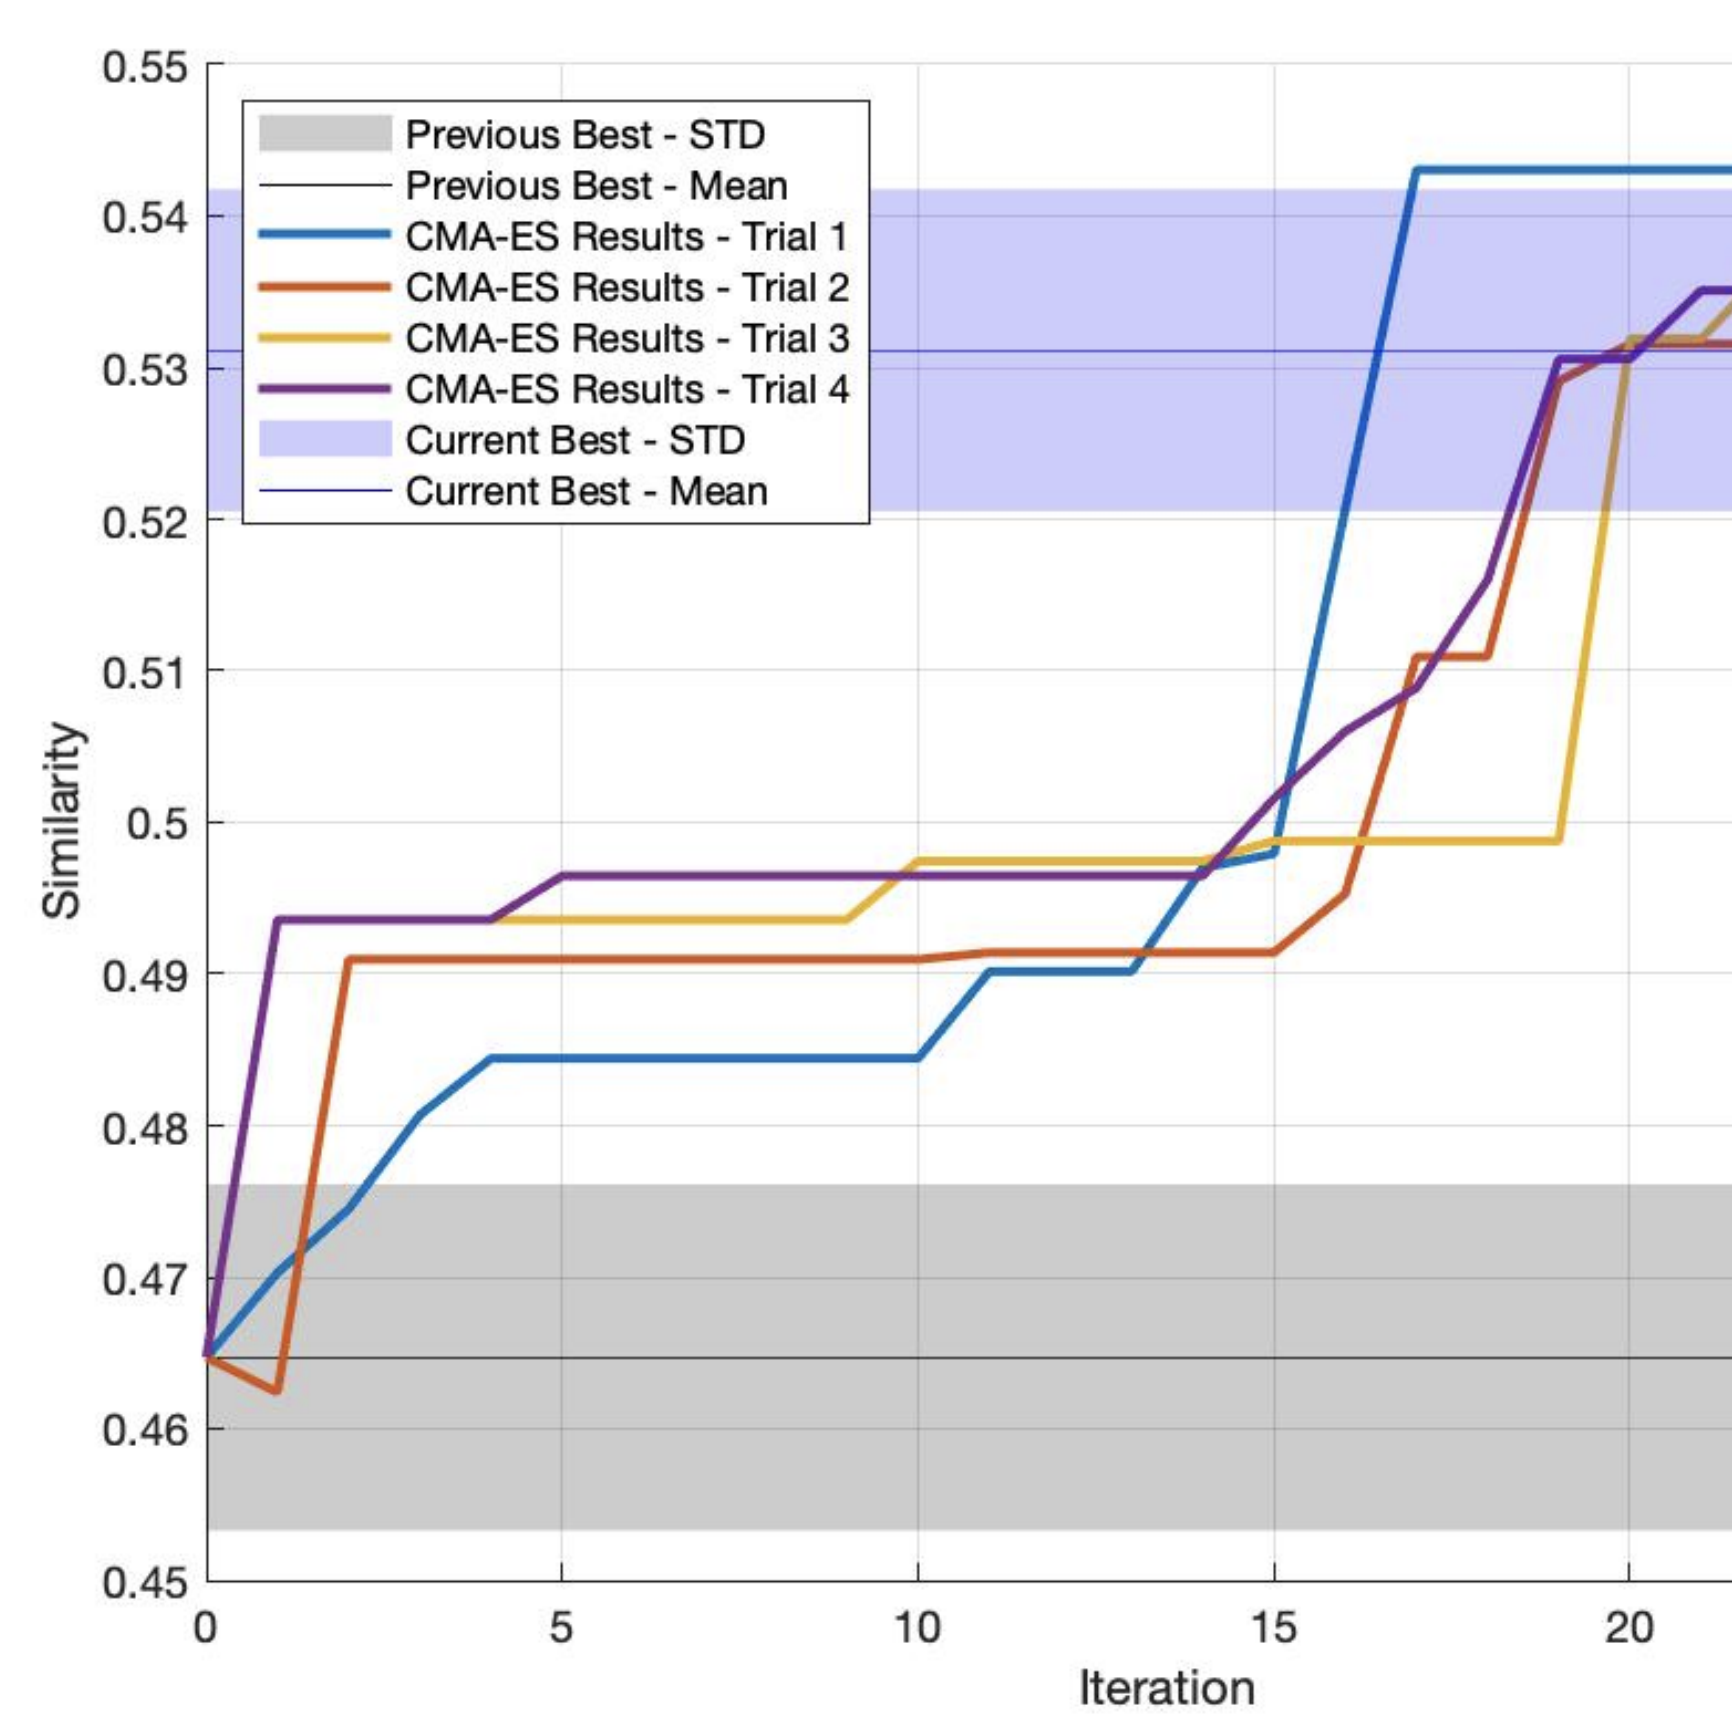 0.55
Previous Best - STD
Previous Best - Mean
0.54
CMA-ES Results - Trial 1
CMA-ES Results - Trial 2
CMA-ES Results - Trial 3
0.53
CMA-ES Results - Trial 4
Current Best - STD
Current Best - Mean
0.52
0.51
0.5
0.49
0.48
0.47
0.46
0.45
Similarity
0
5
10
15
20
Iteration